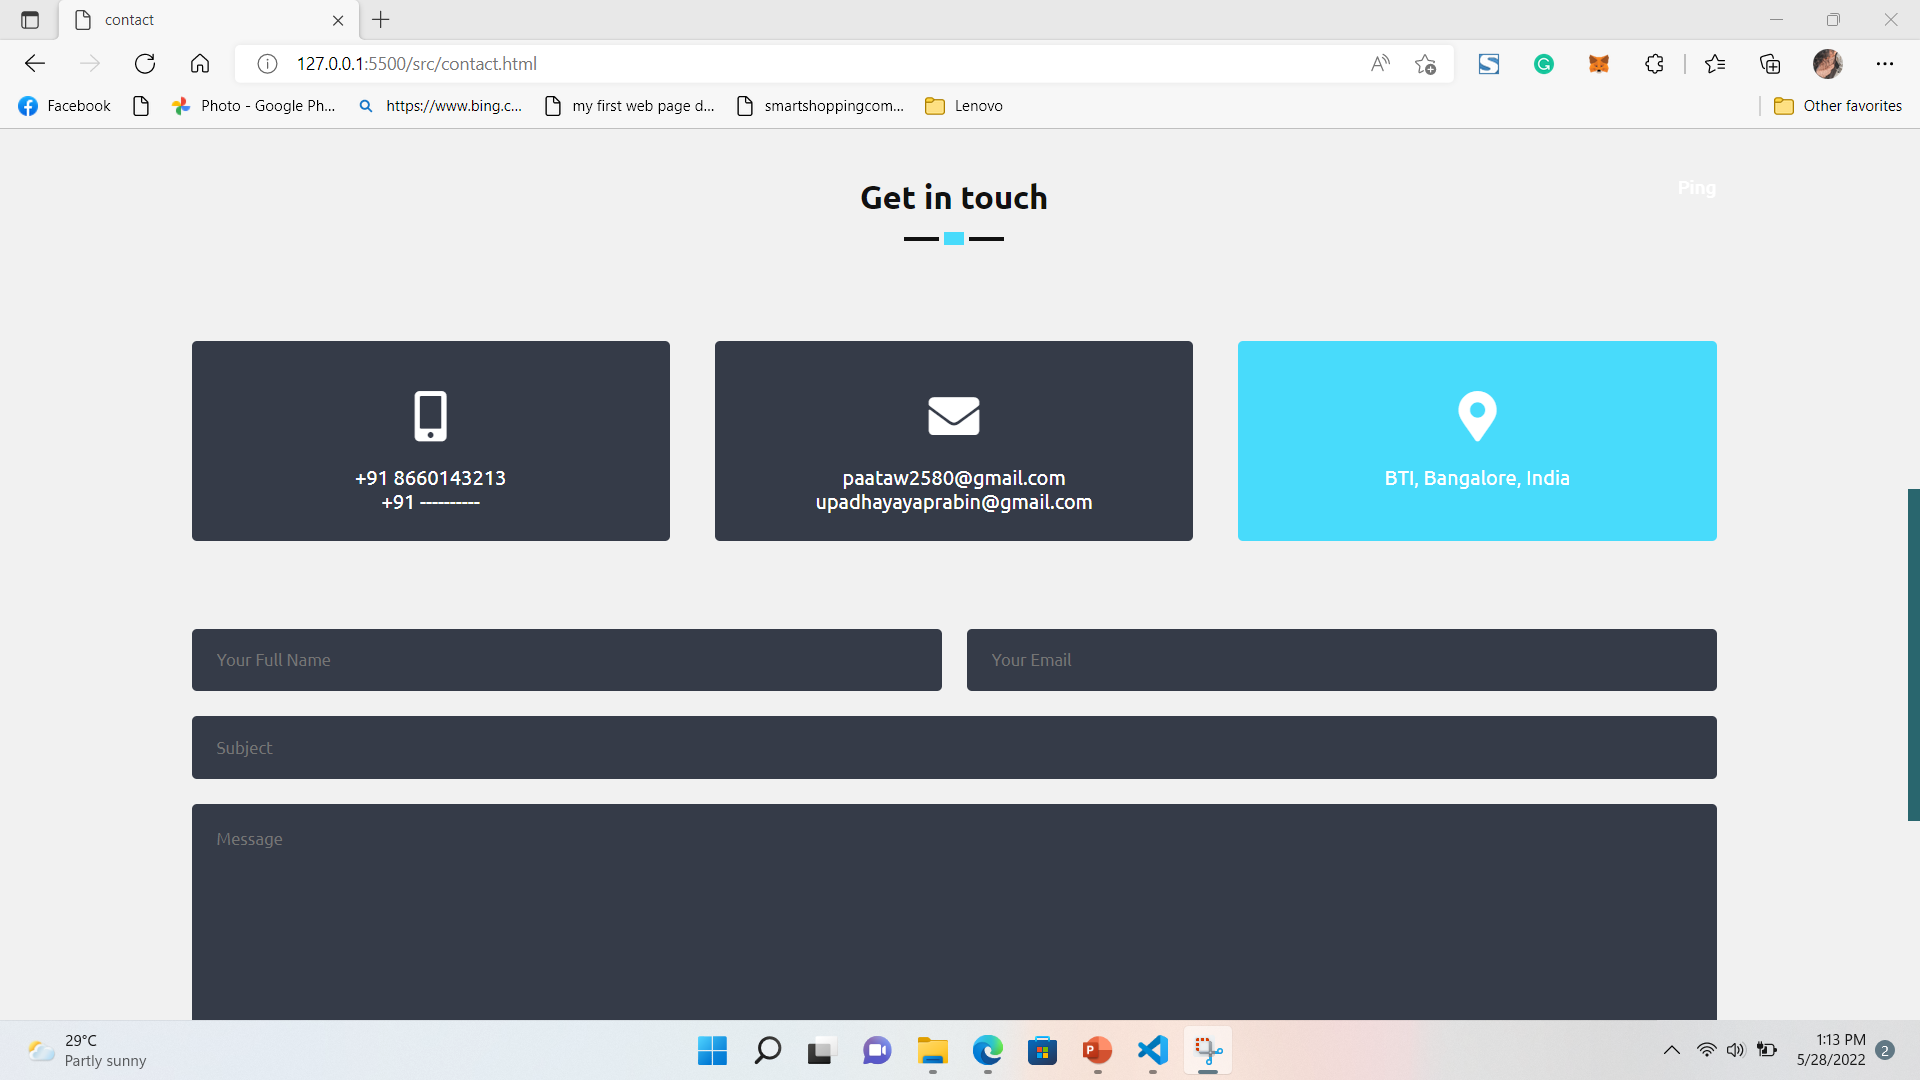 contact
127.0.0.1:5500/src/contact.html
Facebook
Photo - Google Ph...
https://www.bing.c...
my first web page d...
smartshoppingcom...
Lenovo
Other favorites
Get in touch
Ping
+91 8660143213
+91 ----------
paataw2580@gmail.com
upadhayayaprabin@gmail.com
BTI, Bangalore, India
Your Full Name
Your Email
Subject
Message
29°C
Partly sunny
1:13 PM
5/28/2022
2